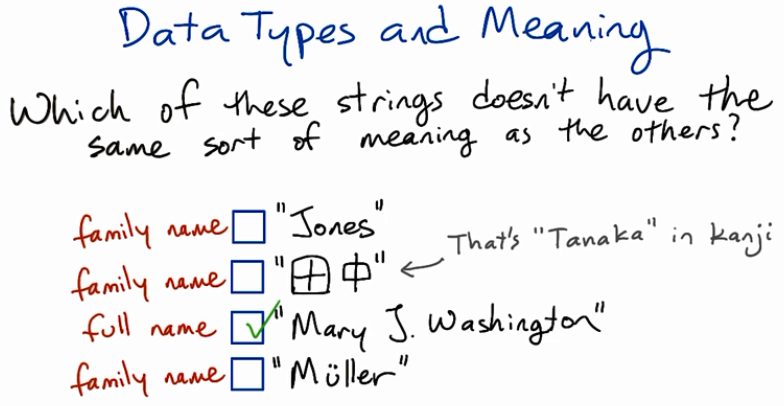 Data Types and Meaning
Which of these strings doesn't have the
same sort of meaning as the others?
family name "Jones"
family name "田中" That's "Tanaka" in kanji
full name "Mary J. Washington"
family name "Müller"